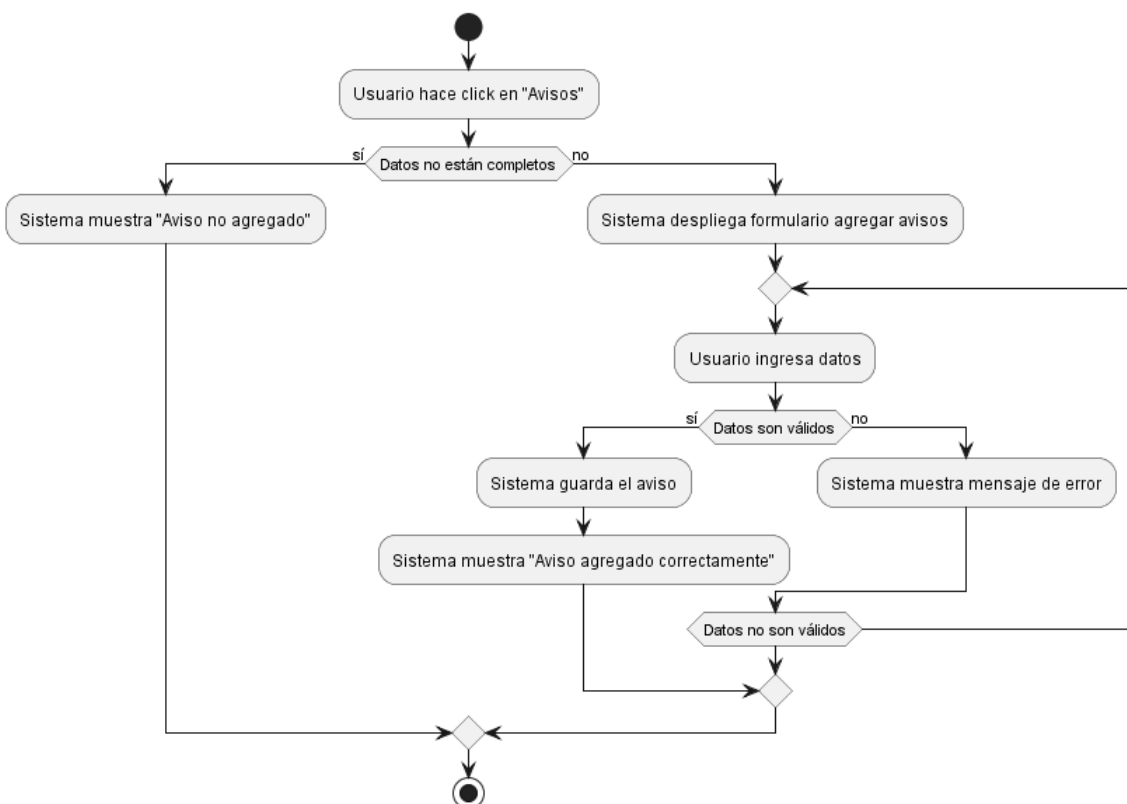 Usuario hace click en "Avisos"
sí
Datos no están completos
no
Sistema muestra "Aviso no agregado"
Sistema despliega formulario agregar avisos
Usuario ingresa datos
sí
Datos son válidos
no
Sistema guarda el aviso
Sistema muestra mensaje de error
Sistema muestra "Aviso agregado correctamente"
Datos no son válidos